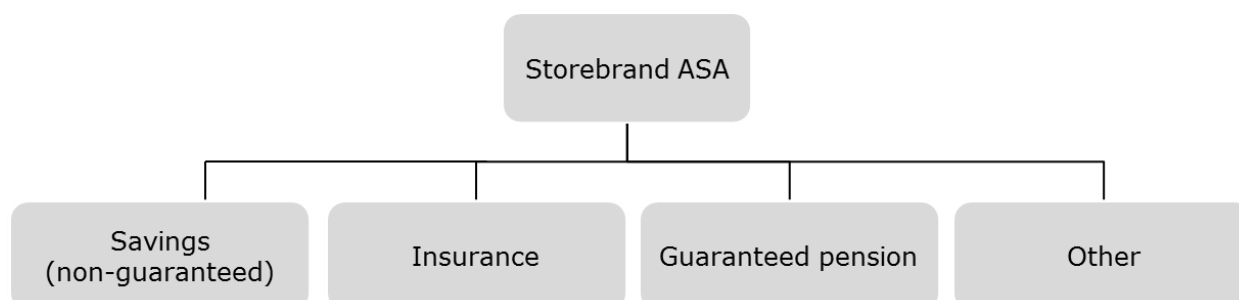 Storebrand ASA
Savings
(non-guaranteed)
Insurance
Guaranteed pension
Other